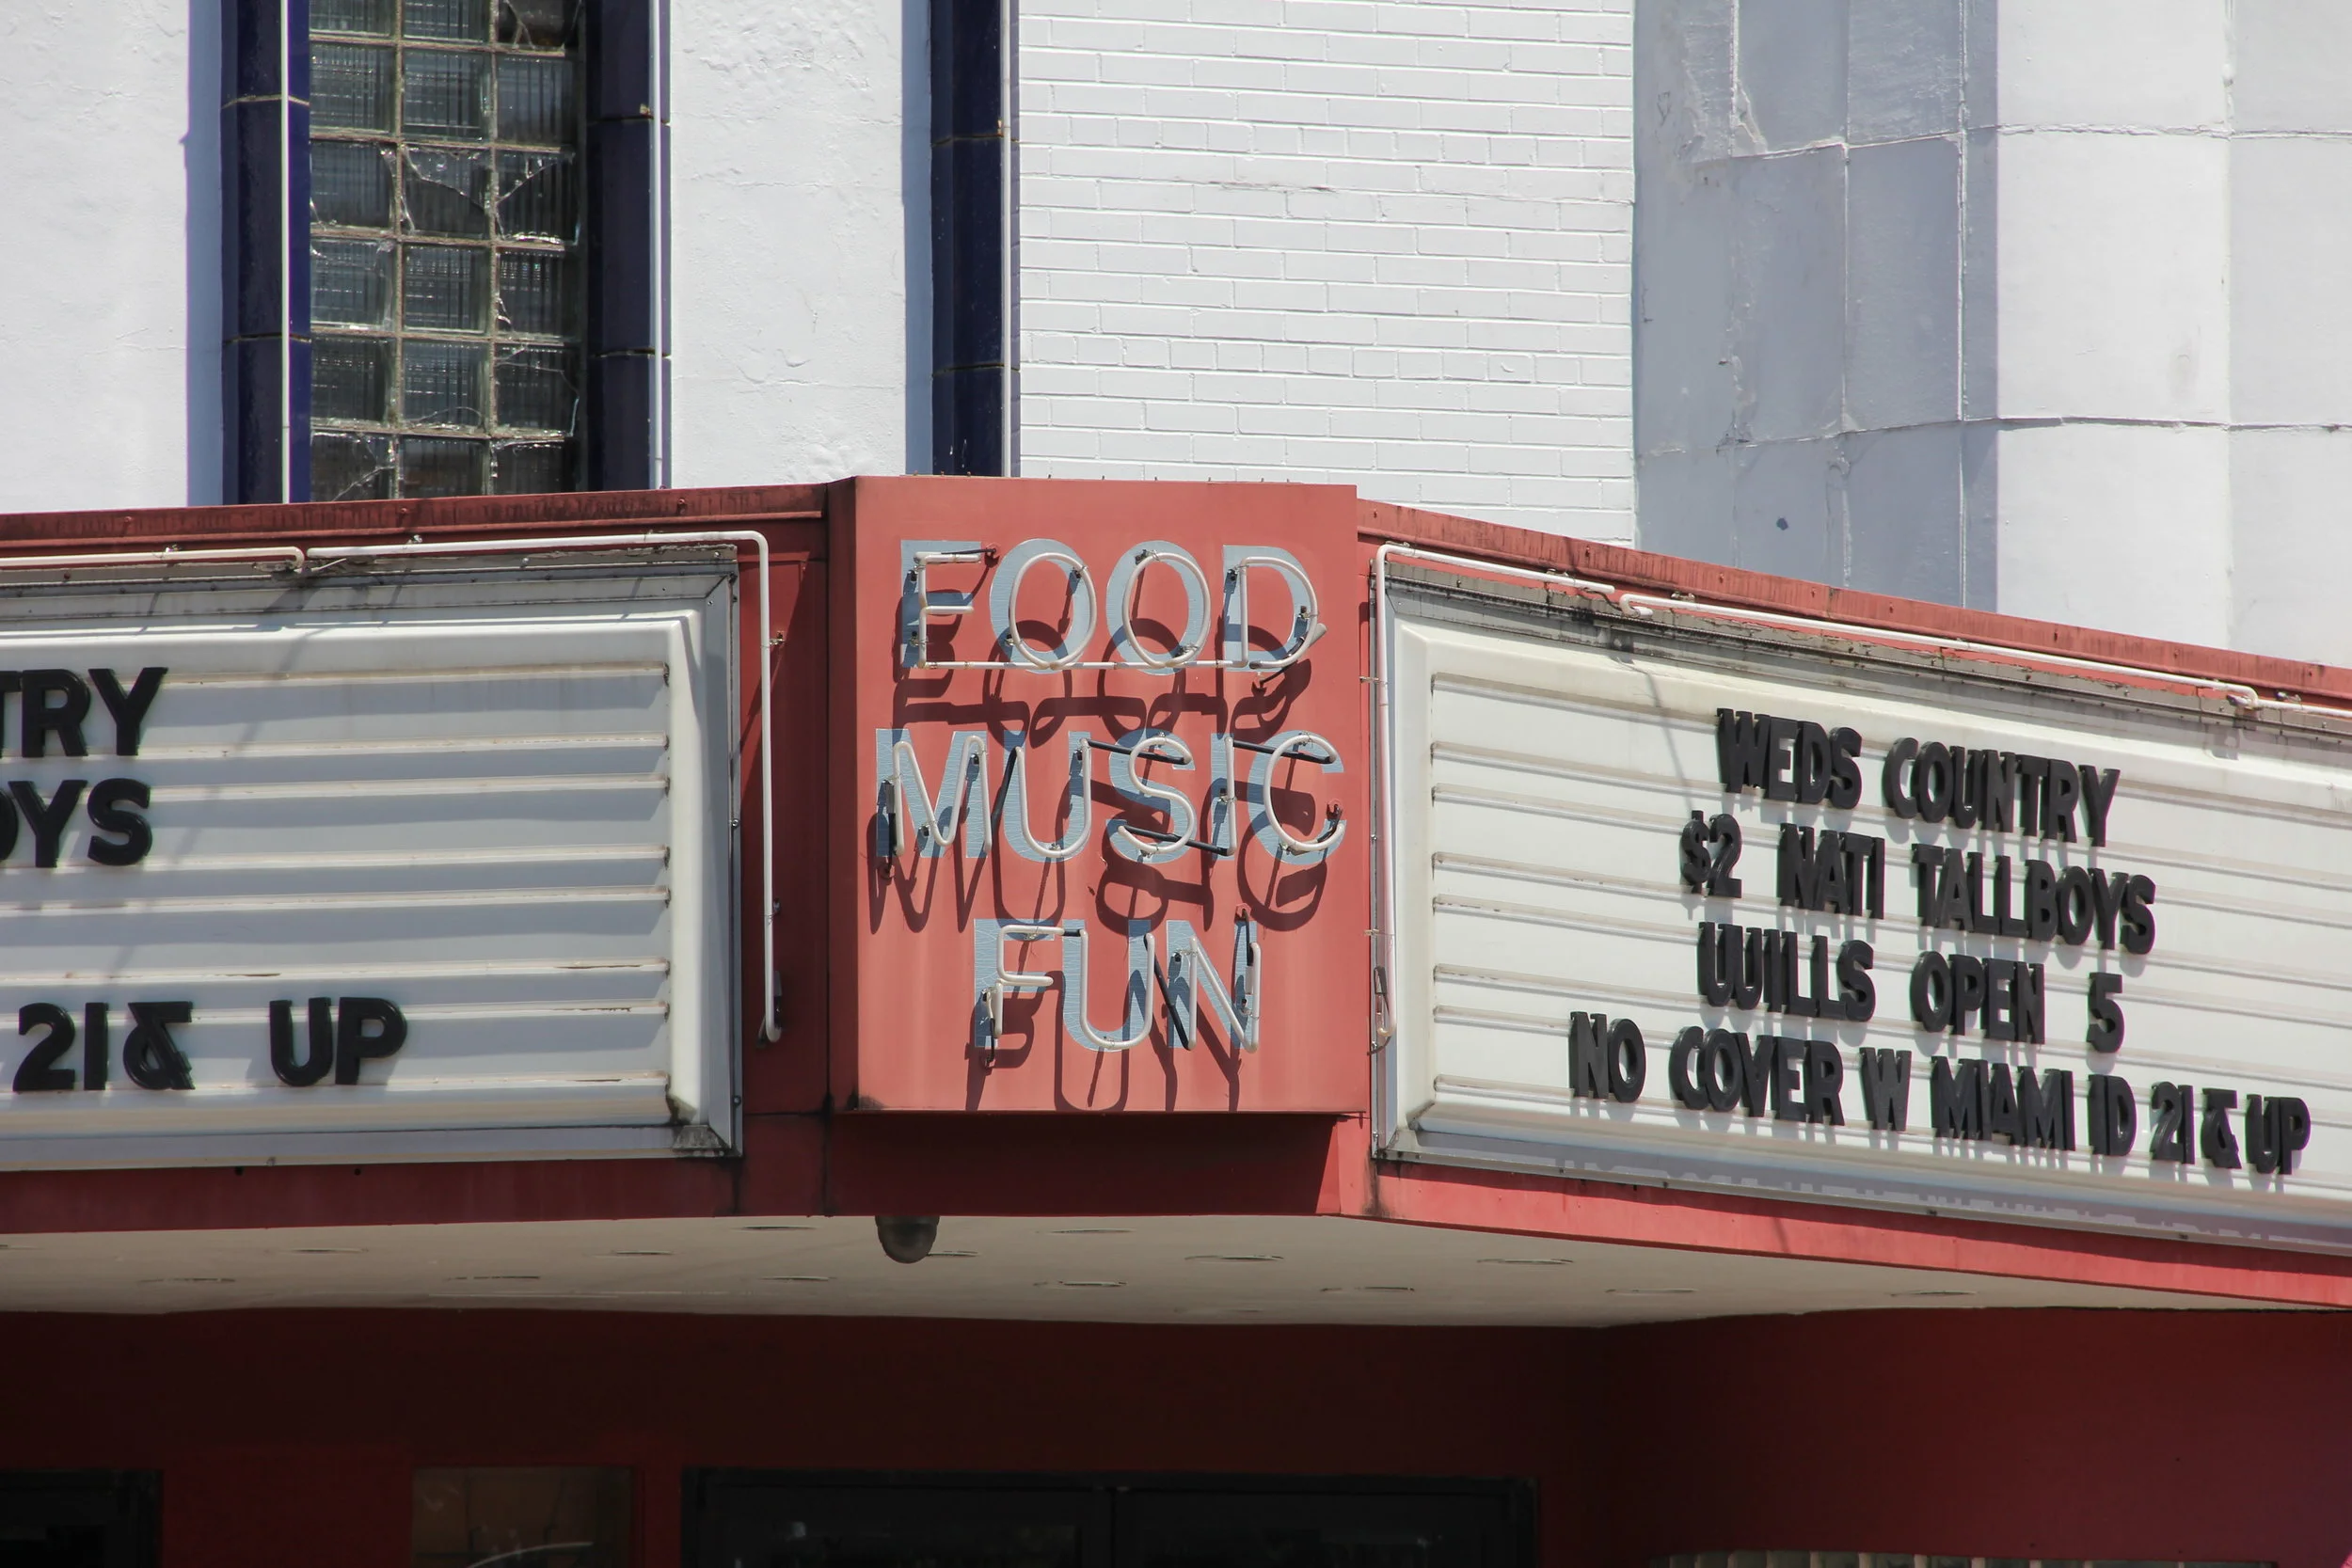 TRY
OYS
21& UP
FOOD
MUSIC
FUN
WEDS COUNTRY
$2 NATI TALLBOYS
WILLS OPEN 5
NO COVER W MIAMI ID 21 & UP